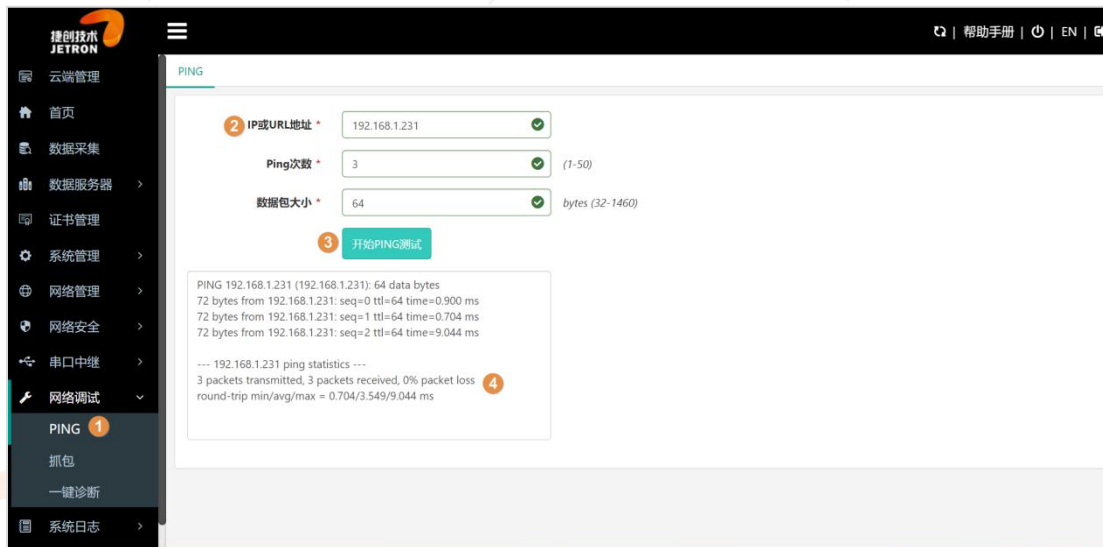 捷创技术
JETRON
| 帮助手册 | | EN |
云端管理
首页
数据采集
数据服务器
证书管理
系统管理
网络管理
网络安全
串口中继
网络调试
PING 1
抓包
一键诊断
系统日志
PING
2 IP或URL地址 * 192.168.1.231
Ping次数 * 3 (1-50)
数据包大小 * 64 bytes (32-1460)
3 开始PING测试
PING 192.168.1.231 (192.168.1.231): 64 data bytes
72 bytes from 192.168.1.231: seq=0 ttl=64 time=0.900 ms
72 bytes from 192.168.1.231: seq=1 ttl=64 time=0.704 ms
72 bytes from 192.168.1.231: seq=2 ttl=64 time=9.044 ms
--- 192.168.1.231 ping statistics ---
3 packets transmitted, 3 packets received, 0% packet loss 4
round-trip min/avg/max = 0.704/3.549/9.044 ms